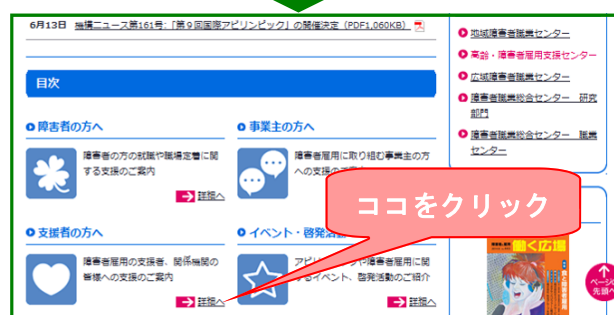 6月13日 機構ニュース第161号:「第9回国際アビリンピック」の開催決定 (PDF1,060KB)
目次
障害者の方へ
障害者の方の就職や職場定着に関
する支援のご案内
詳細へ
事業主の方へ
障害者雇用に取り組む事業主の方
への支援の
支援者の方へ
障害者雇用の支援者、関係機関の
皆様への支援のご案内
詳細へ
イベント・啓発活
アビリ
や障害者雇用に関
するイベント、啓発活動のご紹介
詳細へ
ココをクリック
地域障害者職業センター
高齢・障害者雇用支援センター
広域障害者職業センター
障害者職業総合センター 研究
部門
障害者職業総合センター 職業
センター
働く広場
ページの
先頭へ